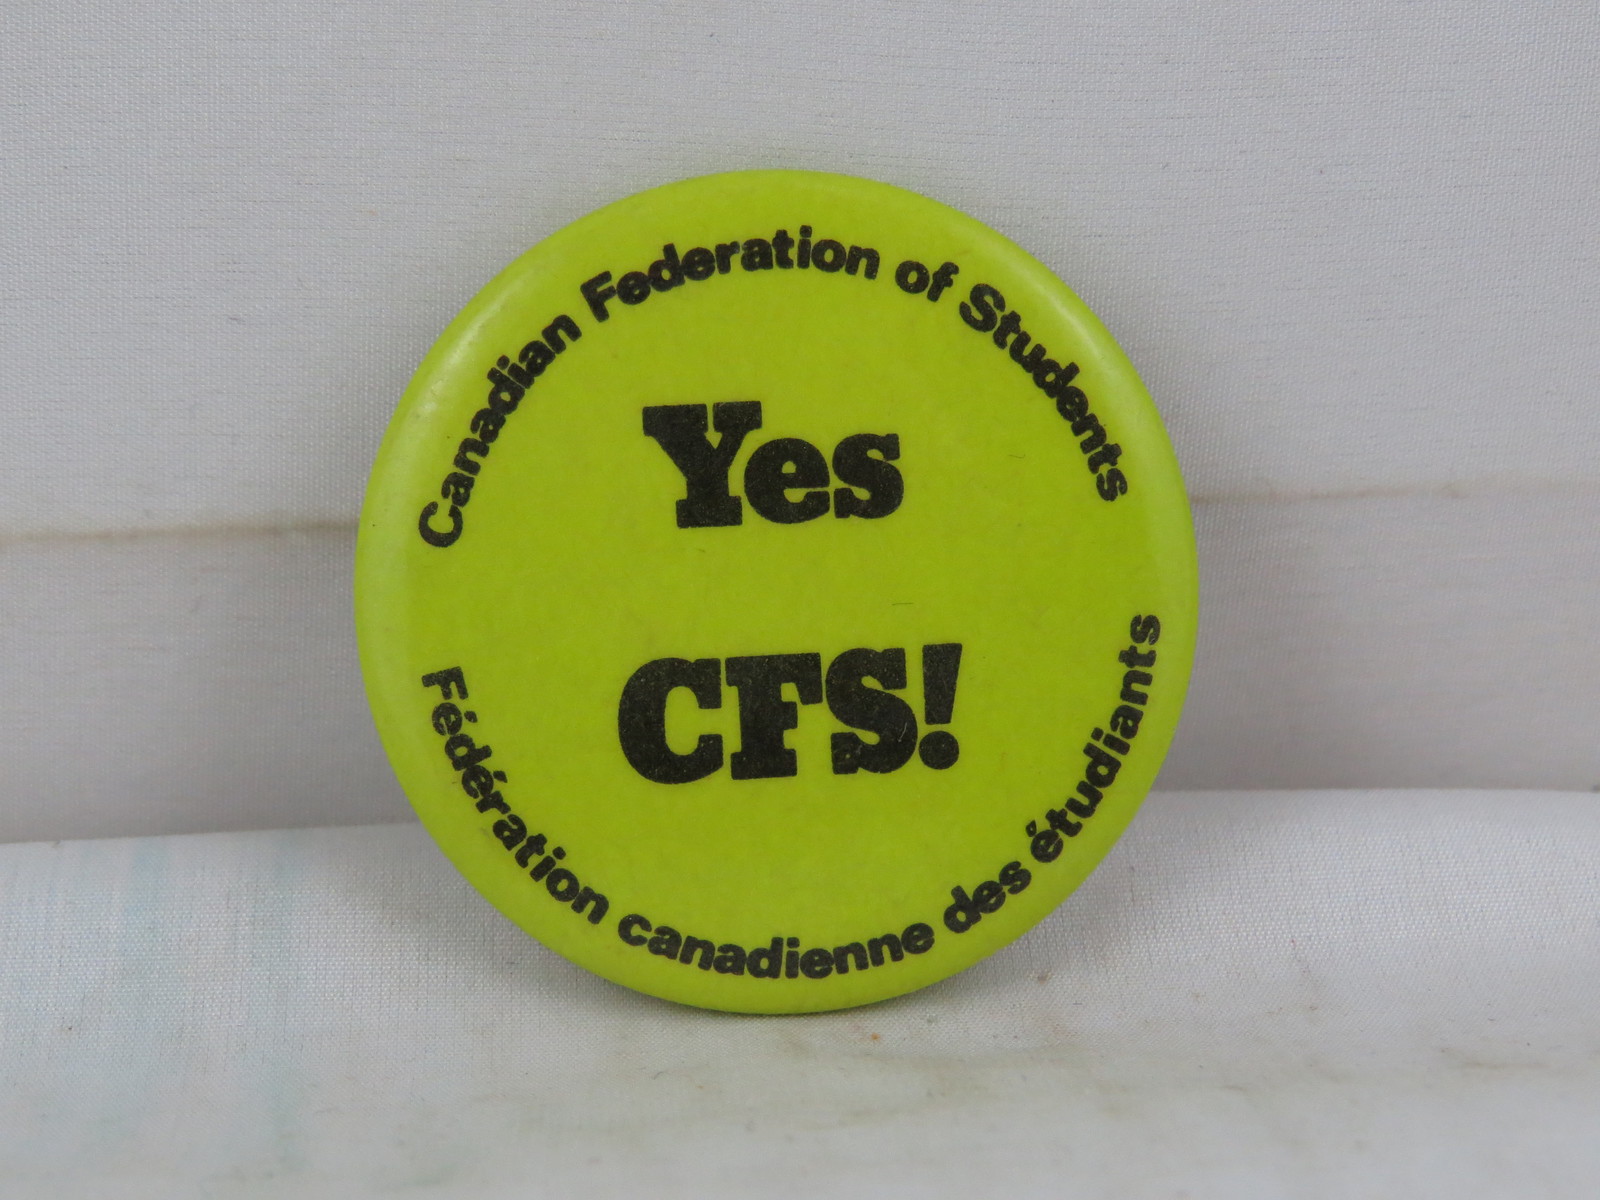 Canadian Federation of Students
Yes
CFS!
Fédération canadienne des étudiants